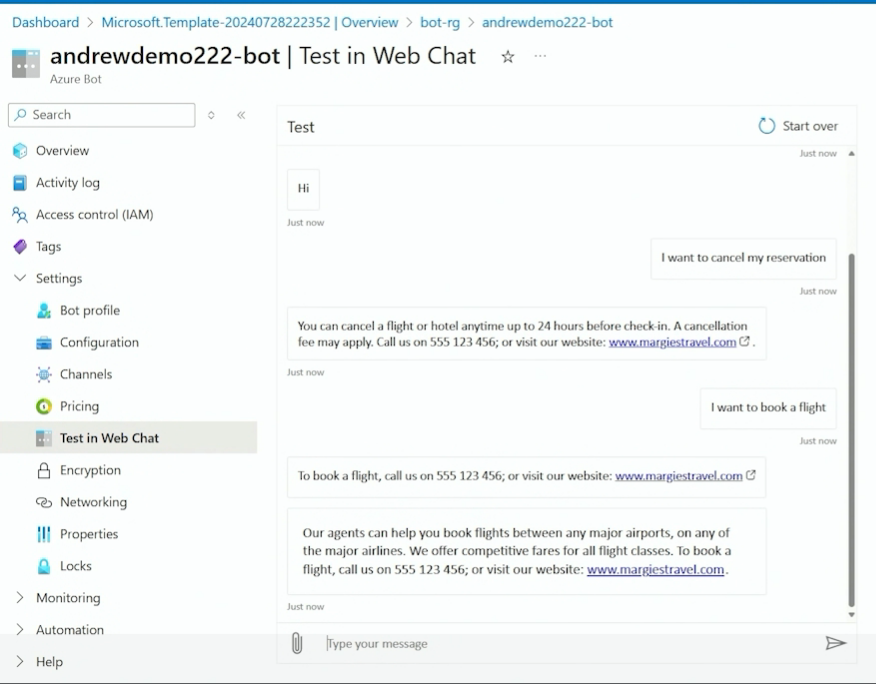 Dashboard > Microsoft.Template-20240728222352 | Overview > bot-rg > andrewdemo222-bot
andrewdemo222-bot | Test in Web Chat
Azure Bot
Search
Overview
Activity log
Access control (IAM)
Tags
Settings
Bot profile
Configuration
Channels
Pricing
Test in Web Chat
Encryption
Networking
Properties
Locks
Monitoring
Automation
Help
Test
Start over
Just now
Hi
Just now
I want to cancel my reservation
Just now
You can cancel a flight or hotel anytime up to 24 hours before check-in. A cancellation
fee may apply. Call us on 555 123 456; or visit our website: www.margiestravel.com.
Just now
I want to book a flight
Just now
To book a flight, call us on 555 123 456; or visit our website: www.margiestravel.com
Our agents can help you book flights between any major airports, on any of
the major airlines. We offer competitive fares for all flight classes. To book a
flight, call us on 555 123 456; or visit our website: www.margiestravel.com.
Just now
Type your message